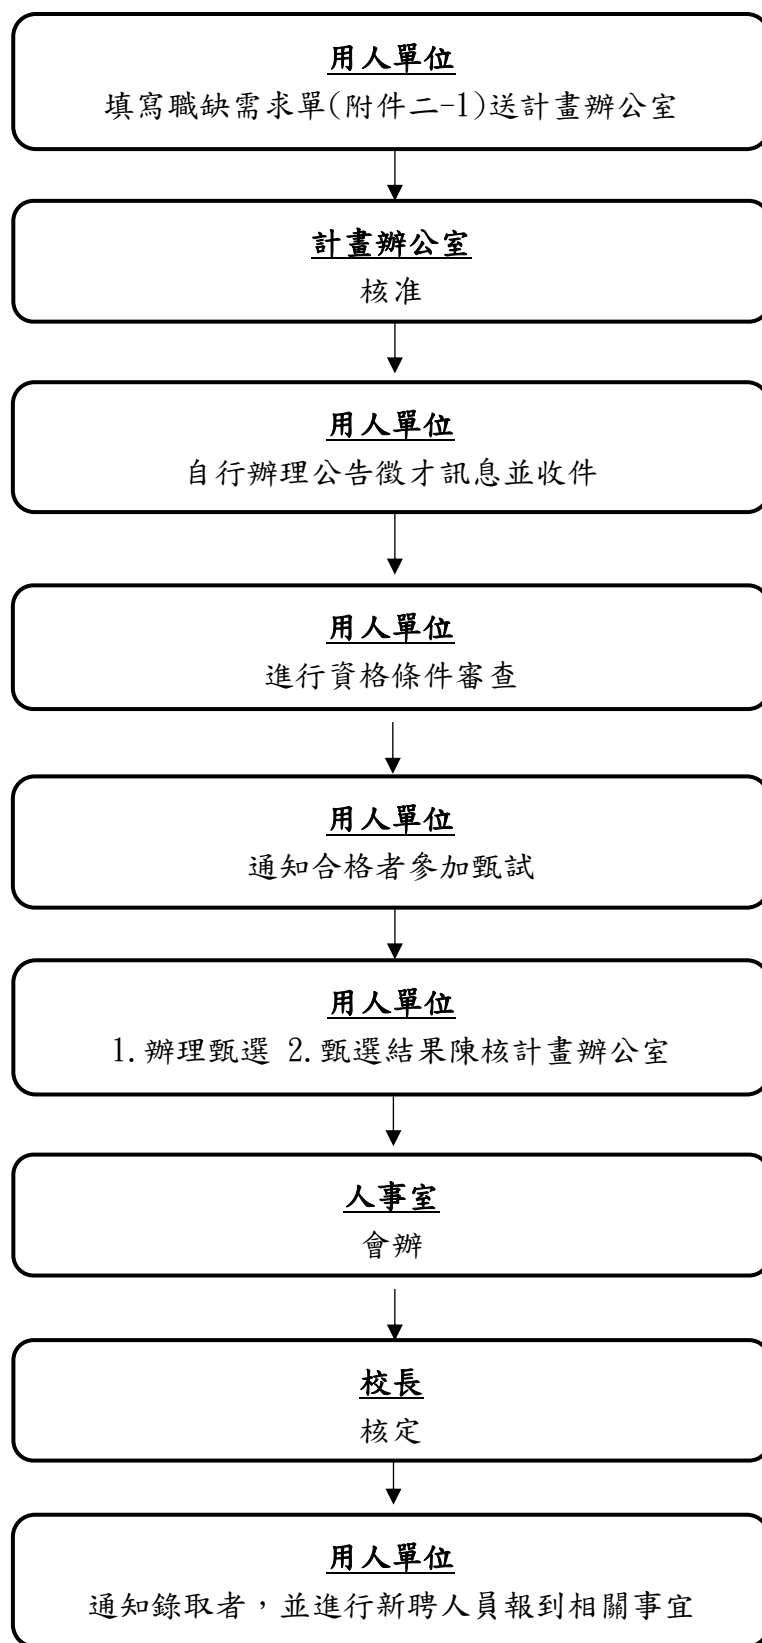 用人單位
填寫職缺需求單(附件二-1)送計畫辦公室
計畫辦公室
核准
用人單位
自行辦理公告徵才訊息並收件
用人單位
進行資格條件審查
用人單位
通知合格者參加甄試
用人單位
1.辦理甄選 2.甄選結果陳核計畫辦公室
人事室
會辦
校長
核定
用人單位
通知錄取者，並進行新聘人員報到相關事宜